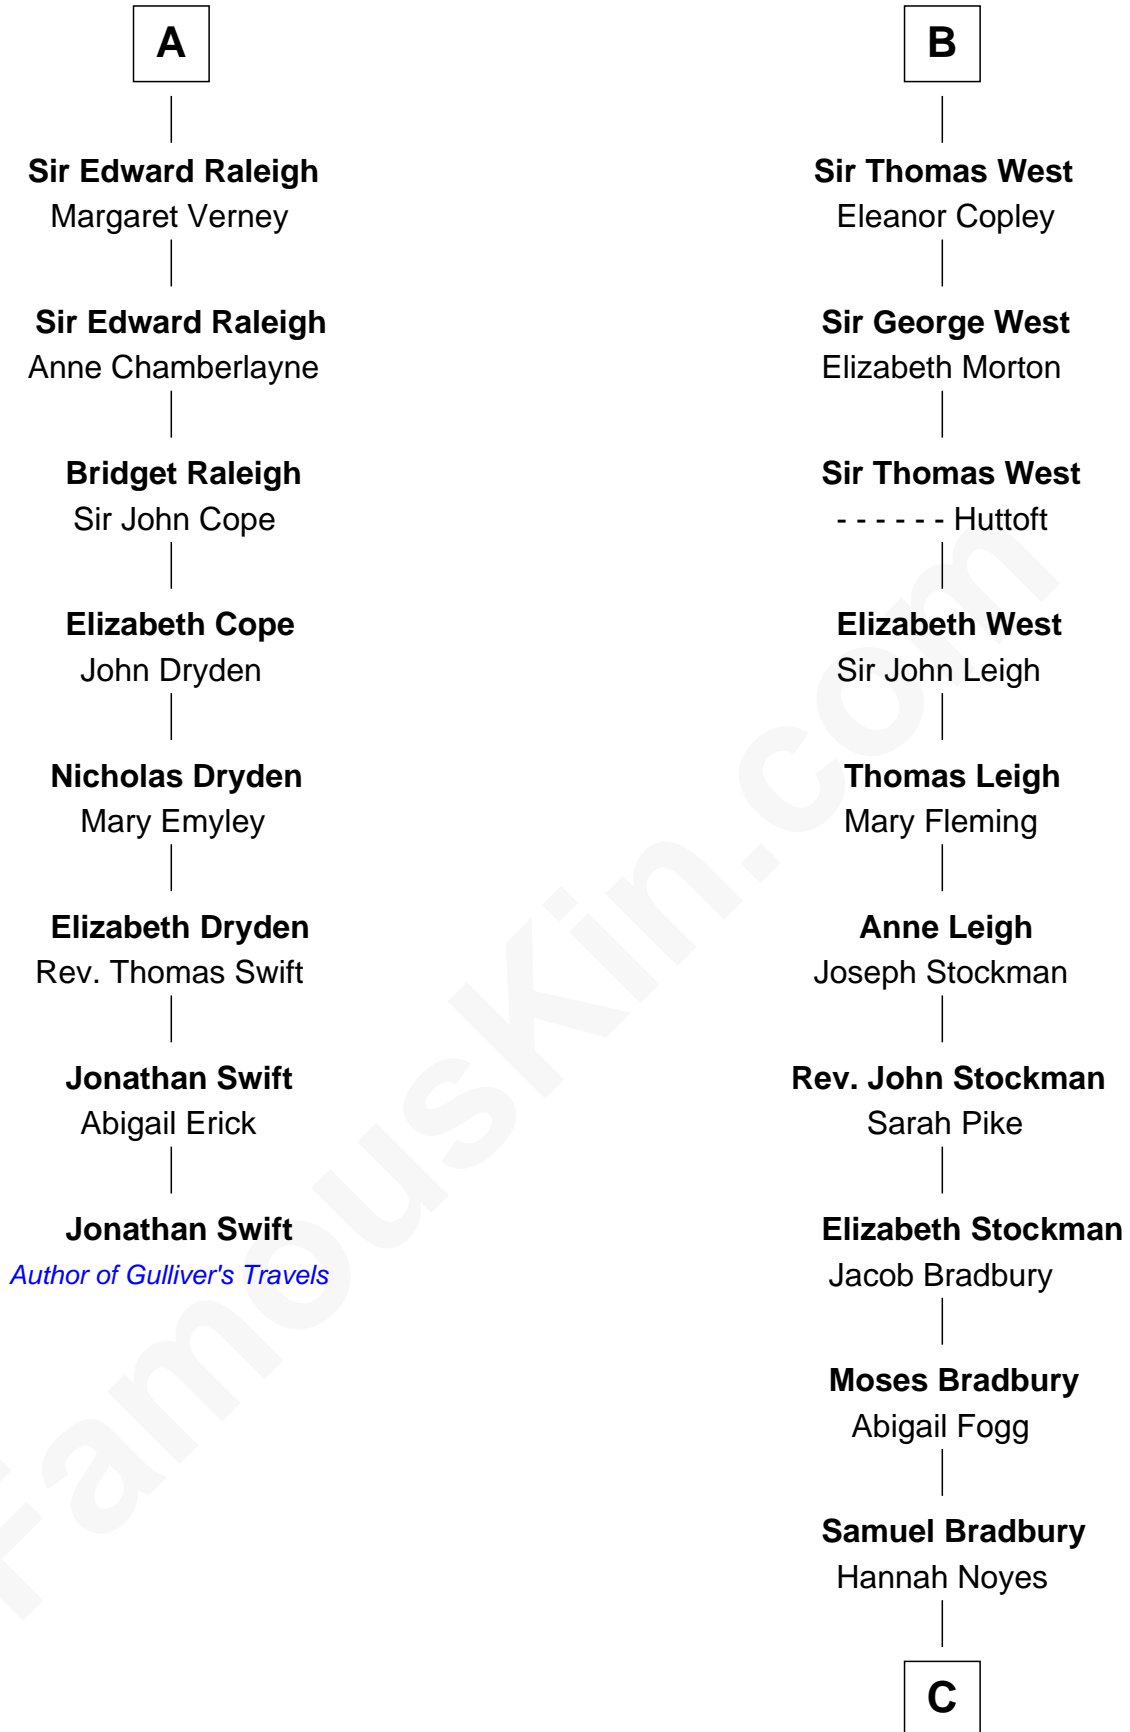 A
Sir Edward Raleigh
Margaret Verney
Sir Edward Raleigh
Anne Chamberlayne
Bridget Raleigh
Sir John Cope
Elizabeth Cope
John Dryden
Nicholas Dryden
Mary Emyley
Elizabeth Dryden
Rev. Thomas Swift
Jonathan Swift
Abigail Erick
Jonathan Swift
Author of Gulliver's Travels
B
Sir Thomas West
Eleanor Copley
Sir George West
Elizabeth Morton
Sir Thomas West
- - - - - - Huttoft
Elizabeth West
Sir John Leigh
Thomas Leigh
Mary Fleming
Anne Leigh
Joseph Stockman
Rev. John Stockman
Sarah Pike
Elizabeth Stockman
Jacob Bradbury
Moses Bradbury
Abigail Fogg
Samuel Bradbury
Hannah Noyes
C
FamousKin.com